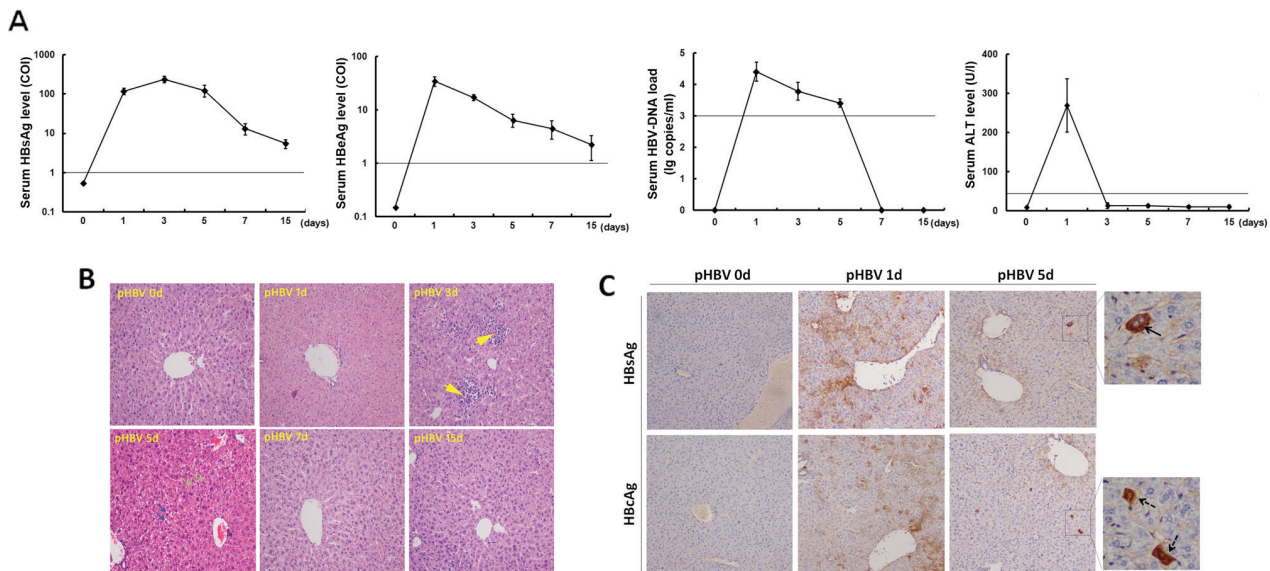 A
Serum HBsAg level (COI)
1000
100
10
1
0.1
0 1 3 5 7 15 (days)
Serum HBeAg level (COI)
100
10
1
0.1
0 1 3 5 7 15 (days)
Serum HBV-DNA load
(lg copies/ml)
5
4
3
2
1
0
0 1 3 5 7 15 (days)
Serum ALT level (U/l)
400
300
200
100
0
0 1 3 5 7 15 (days)
B
pHBV 0d pHBV 1d pHBV 3d
pHBV 5d pHBV 7d pHBV 15d
C
pHBV 0d pHBV 1d pHBV 5d
HBsAg
HBcAg